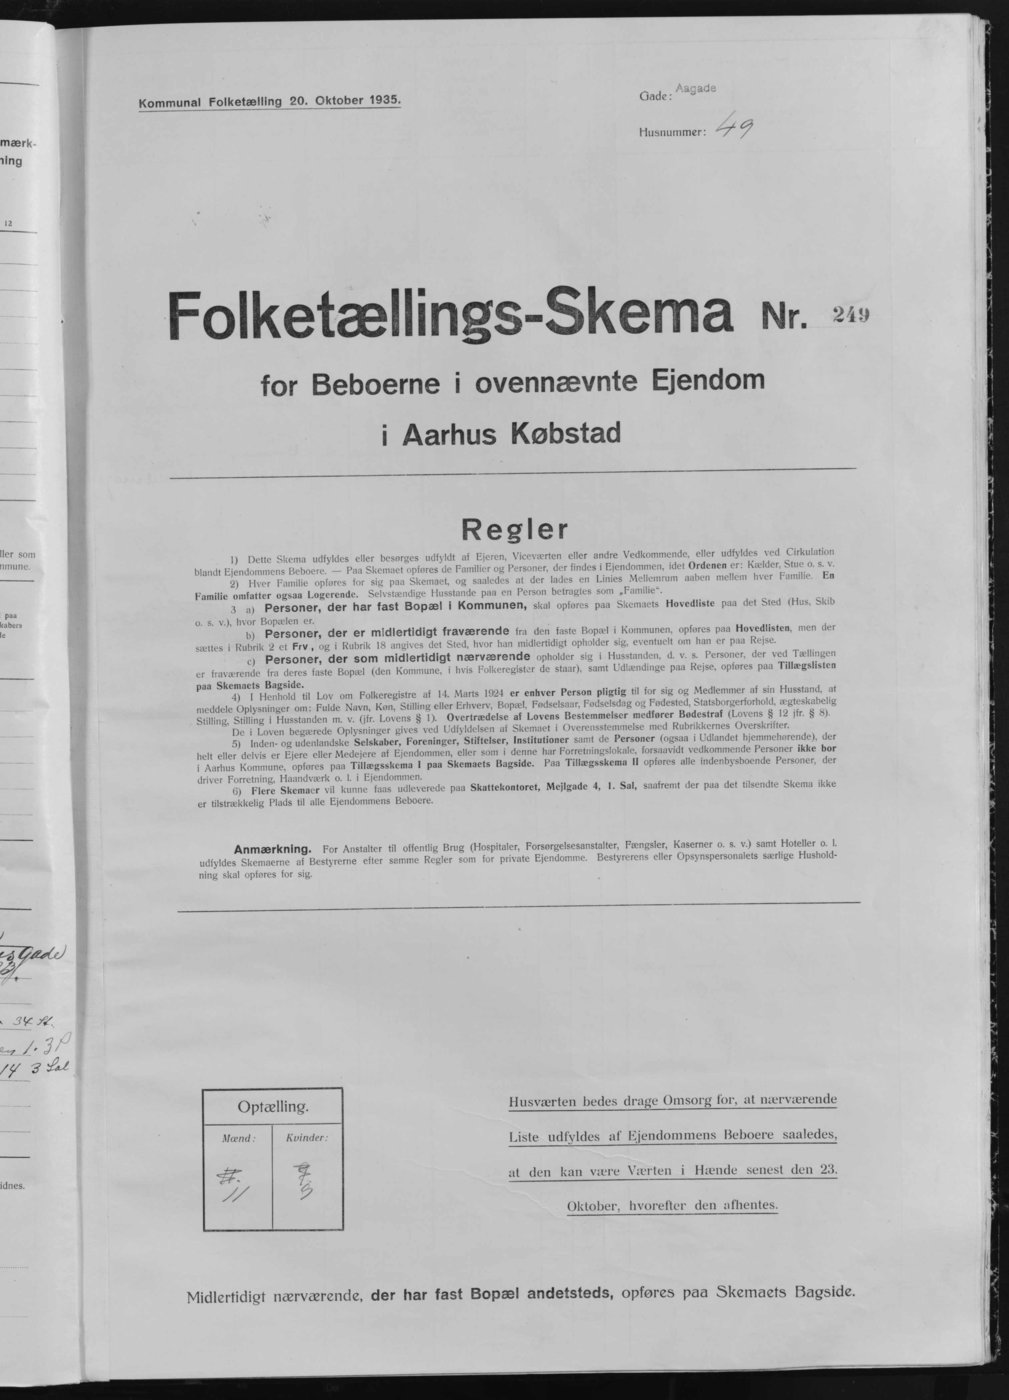 Kommunal Folketælling 20. Oktober 1935.
Gade: Aagade
Husnummer: 49
Folketællings-Skema Nr. 249
for Beboerne i ovennævnte Ejendom
i Aarhus Købstad
Regler
1) Dette Skema udfyldes eller besørges udfyldt af Ejeren, Viceværten eller andre Vedkommende, eller udfyldes ved Cirkulation
blandt Ejendommens Beboere. — Paa Skemaet opføres de Familier og Personer, der findes i Ejendommen, idet Ordenen er: Kælder, Stue o. s. v.
2) Hver Familie opføres for sig paa Skemaet, og saaledes at der lades en Linies Mellemrum aaben mellem hver Familie. En
Familie omfatter ogsaa Logerende. Selvstændige Husstande paa en Person betragtes som „Familie“.
3 a) Personer, der har fast Bopæl i Kommunen, skal opføres paa Skemaets Hovedliste paa det Sted (Hus, Skib
o. s. v.), hvor Bopælen er.
b) Personer, der er midlertidigt fraværende fra den faste Bopæl i Kommunen, opføres paa Hovedlisten, men der
sættes i Rubrik 2 et Frv., og i Rubrik 18 angives det Sted, hvor han midlertidigt opholder sig, eventuelt om han er paa Rejse.
c) Personer, der som midlertidigt nærværende opholder sig i Husstanden, d. v. s. Personer, der ved Tællingen
er fraværende fra deres faste Bopæl (den Kommune, i hvis Folkeregister de staar), samt Udlændinge paa Rejse, opføres paa Tillægslisten
paa Skemaets Bagside.
4) I Henhold til Lov om Folkeregistre af 14. Marts 1924 er enhver Person pligtig til for sig og Medlemmer af sin Husstand, at
meddele Oplysninger om: Fulde Navn, Køn, Stilling eller Erhverv, Bopæl, Fødselsaar, Fødselsdag og Fødested, Statsborgerforhold, ægteskabelig
Stilling, Stilling i Husstanden m. v. (jfr. Lovens § 1). Overtrædelse af Lovens Bestemmelser medfører Bødestraf (Lovens § 12 jfr. § 8).
De i Loven begærede Oplysninger gives ved Udfyldelsen af Skemaet i Overensstemmelse med Rubrikkernes Overskrifter.
5) Inden- og udenlandske Selskaber, Foreninger, Stiftelser, Institutioner samt de Personer (ogsaa i Udlandet hjemmehørende), der
helt eller delvis er Ejere eller Medejere af Ejendommen, eller som i denne har Forretningslokale, forsaavidt vedkommende Personer ikke bor
i Aarhus Kommune, opføres paa Tillægsskema I paa Skemaets Bagside. Paa Tillægsskema II opføres alle indenbysboende Personer, der
driver Forretning, Haandværk o. l. i Ejendommen.
6) Flere Skemaer vil kunne faas udleverede paa Skattekontoret, Mejlgade 4, 1. Sal, snafremt der paa det tilsendte Skema ikke
er tilstrækkelig Plads til alle Ejendommens Beboere.
Anmærkning. For Anstalter til offentlig Brug (Hospitaler, Forsørgelsesanstalter, Fængsler, Kaserner o. s. v.) samt Hoteller o. l.
udfyldes Skemaerne af Bestyrerne efter samme Regler som for private Ejendomme. Bestyrerens eller Opsynspersonalets særlige Hushold-
ning skal opføres for sig.
Optælling.
Mænd: Kvinder:
11 9
Husværten bedes drage Omsorg for, at nærværende
Liste udfyldes af Ejendommens Beboere saaledes,
at den kan være Værten i Hænde senest den 23.
Oktober, hvorefter den afhentes.
Midlertidigt nærværende, der har fast Bopæl andetsteds, opføres paa Skemaets Bagside.